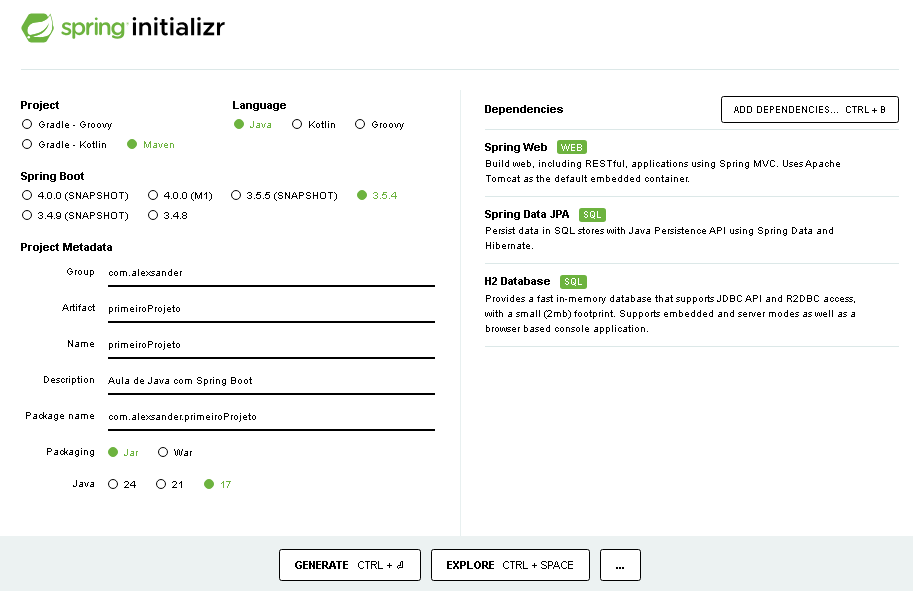 spring initializr
Project
Gradle - Groovy
Gradle - Kotlin Maven
Language
Java Kotlin Groovy
Spring Boot
4.0.0 (SNAPSHOT) 4.0.0 (M1) 3.5.5 (SNAPSHOT) 3.5.4
3.4.9 (SNAPSHOT) 3.4.8
Project Metadata
Group com.alexsander
Artifact primeiroProjeto
Name primeiroProjeto
Description Aula de Java com Spring Boot
Package name com.alexsander.primeiroProjeto
Packaging Jar War
Java 24 21 17
Dependencies ADD DEPENDENCIES... CTRL + B
Spring Web WEB
Build web, including RESTful, applications using Spring MVC. Uses Apache
Tomcat as the default embedded container.
Spring Data JPA SQL
Persist data in SQL stores with Java Persistence API using Spring Data and
Hibernate.
H2 Database SQL
Provides a fast in-memory database that supports JDBC API and R2DBC access,
with a small (2mb) footprint. Supports embedded and server modes as well as a
browser based console application.
GENERATE CTRL + ⏎ EXPLORE CTRL + SPACE ...